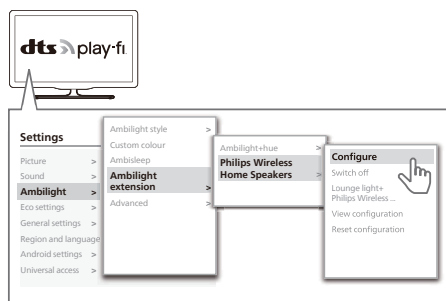 dts play-fi
Settings
Picture >
Sound >
Ambilight >
Eco settings >
General settings >
Region and language
Android settings >
Universal access >
Ambilight style >
Custom colour
Ambisleep
Ambilight
extension >
Advanced >
Ambilight+hue >
Philips Wireless
Home Speakers >
Configure
Switch off
Lounge light+
Philips Wireless ...
View configuration
Reset configuration